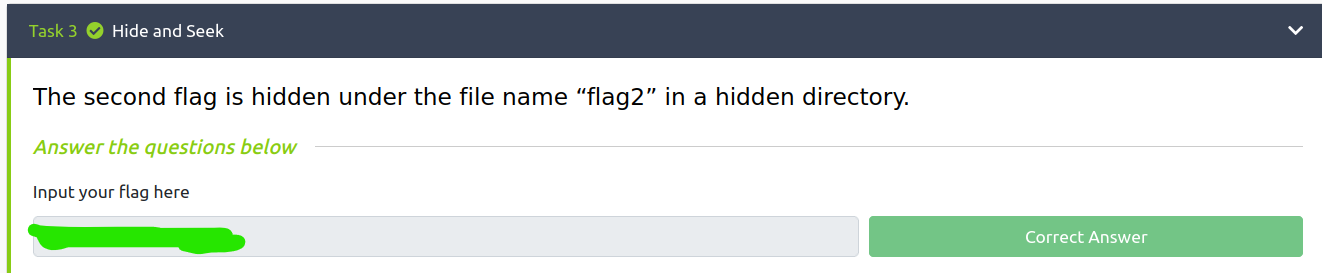 Task 3 Hide and Seek
The second flag is hidden under the file name “flag2” in a hidden directory.
Answer the questions below
Input your flag here
Correct Answer